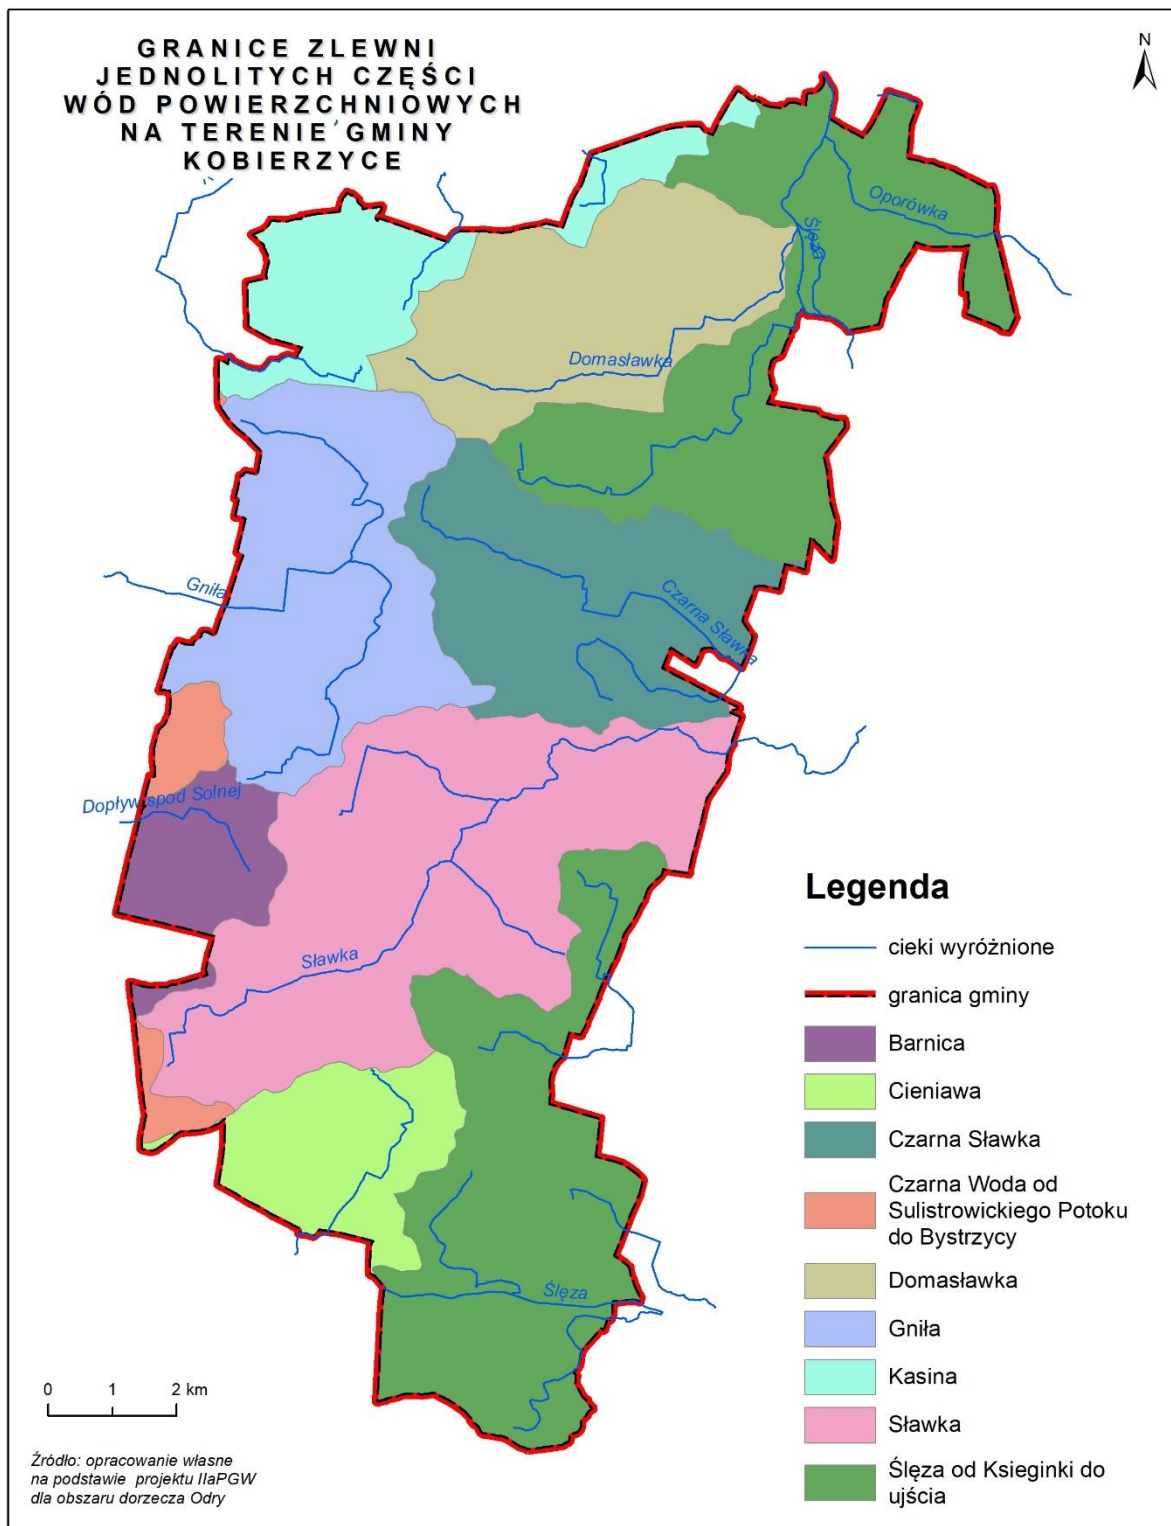 GRANICE ZLEWNI
JEDNOLITYCH CZĘŚCI
WÓD POWIERZCHNIOWYCH
NA TERENIE GMINY
KOBIERZYCE
N
Oporówka
Ślęza
Domasławka
Gniła
Czarna Sławka
Dopływ spod Solnej
Sławka
Ślęza
Legenda
cieki wyróżnione
granica gminy
Barnica
Cieniawa
Czarna Sławka
Czarna Woda od
Sulistrowickiego Potoku
do Bystrzycy
Domasławka
Gniła
Kasina
Sławka
Ślęza od Ksieginki do
ujścia
0 1 2 km
Źródło: opracowanie własne
na podstawie projektu IIaPGW
dla obszaru dorzecza Odry